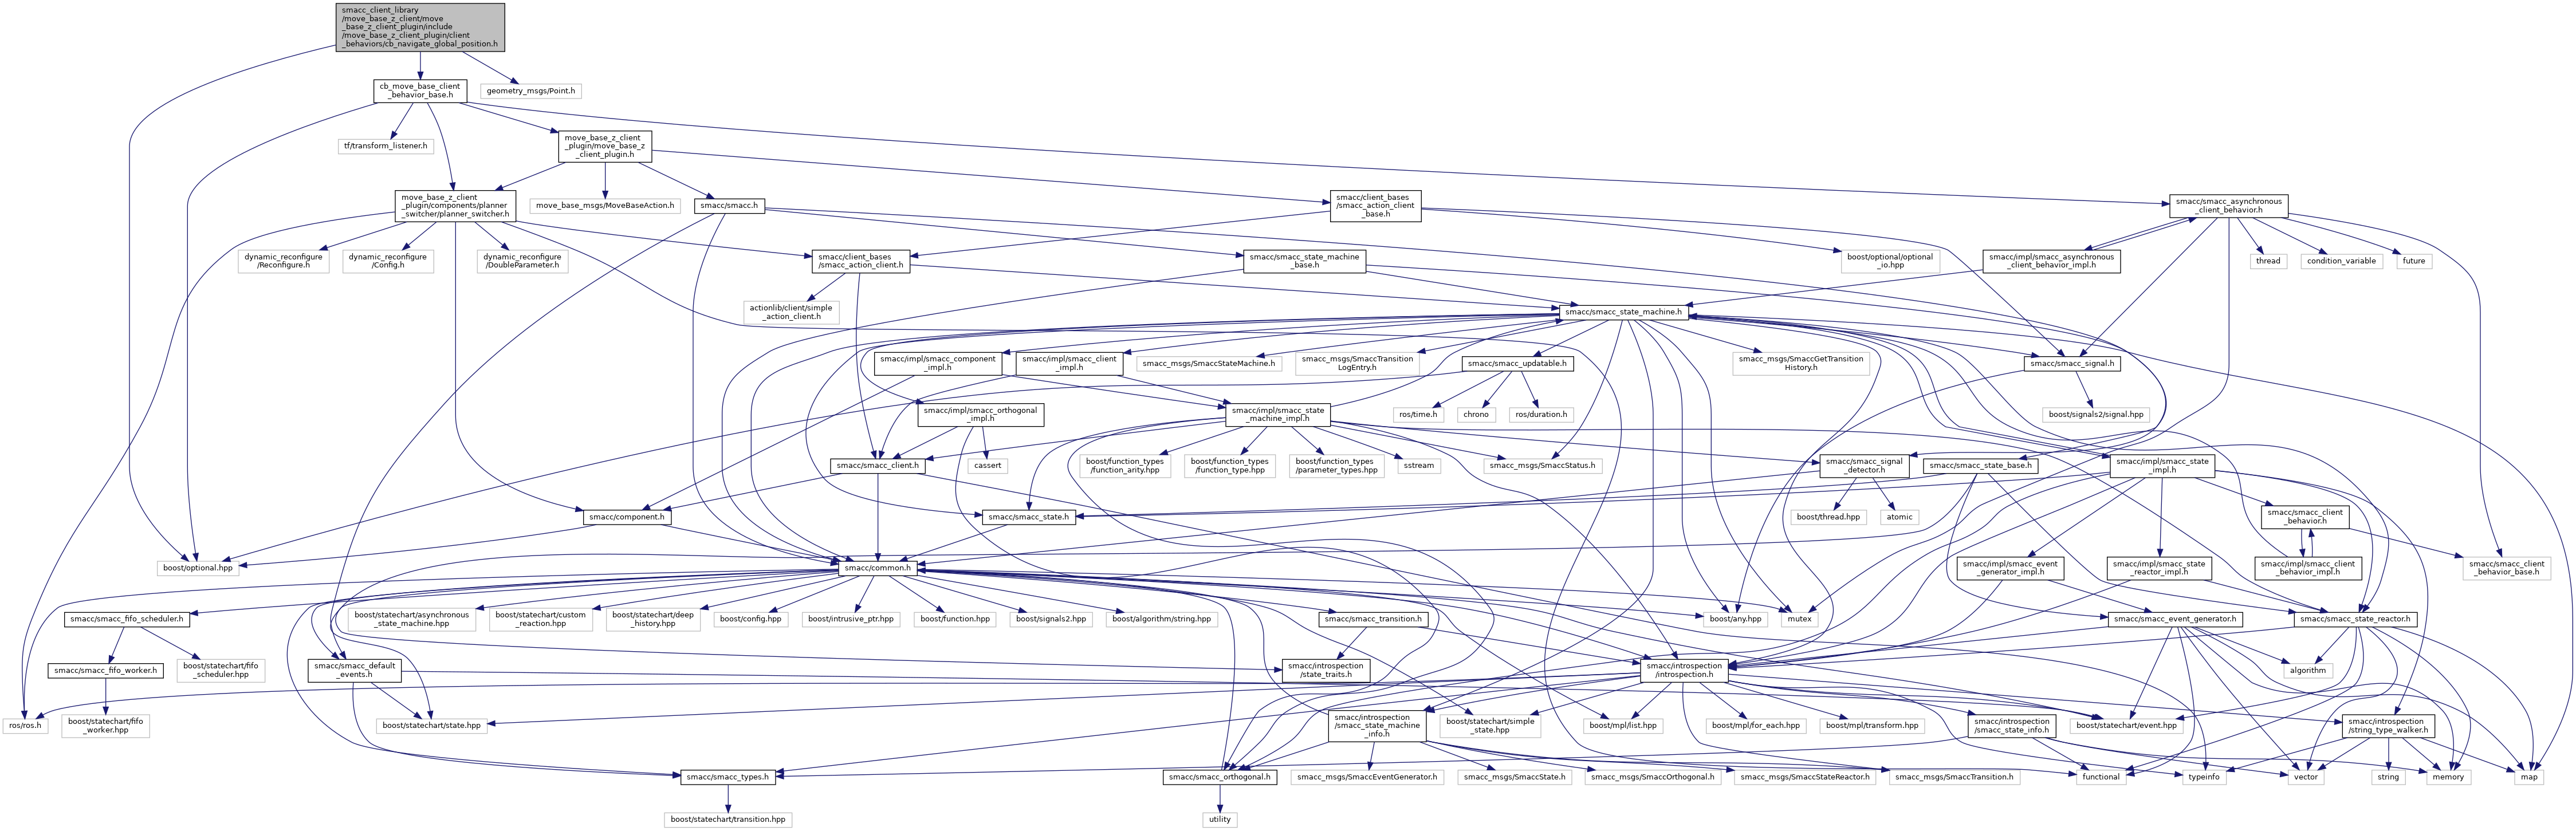 smacc_client_library
/move_base_z_client/move
_base_z_client_plugin/include
/move_base_z_client_plugin/client
_behaviors/cb_navigate_global_position.h
cb_move_base_client
_behavior_base.h
geometry_msgs/Point.h
tf/transform_listener.h
move_base_z_client
_plugin/move_base_z
_client_plugin.h
move_base_z_client
_plugin/components/planner
_switcher/planner_switcher.h
move_base_msgs/MoveBaseAction.h
smacc/smacc.h
smacc/client_bases
/smacc_action_client
_base.h
smacc/smacc_asynchronous
_client_behavior.h
dynamic_reconfigure
/Reconfigure.h
dynamic_reconfigure
/Config.h
dynamic_reconfigure
/DoubleParameter.h
smacc/client_bases
/smacc_action_client.h
smacc/smacc_state_machine
_base.h
boost/optional/optional
_io.hpp
smacc/impl/smacc_asynchronous
_client_behavior_impl.h
thread
condition_variable
future
actionlib/client/simple
_action_client.h
smacc/smacc_state_machine.h
smacc/impl/smacc_component
_impl.h
smacc/impl/smacc_client
_impl.h
smacc_msgs/SmaccStateMachine.h
smacc_msgs/SmaccTransition
LogEntry.h
smacc/smacc_updatable.h
smacc_msgs/SmaccGetTransition
History.h
smacc/smacc_signal.h
smacc/impl/smacc_orthogonal
_impl.h
smacc/impl/smacc_state
_machine_impl.h
ros/time.h
chrono
ros/duration.h
boost/signals2/signal.hpp
smacc/smacc_client.h
cassert
boost/function_types
/function_arity.hpp
boost/function_types
/function_type.hpp
boost/function_types
/parameter_types.hpp
sstream
smacc_msgs/SmaccStatus.h
smacc/smacc_signal
_detector.h
smacc/smacc_state_base.h
smacc/impl/smacc_state
_impl.h
smacc/component.h
smacc/smacc_state.h
boost/thread.hpp
atomic
smacc/smacc_client
_behavior.h
boost/optional.hpp
smacc/common.h
smacc/impl/smacc_event
_generator_impl.h
smacc/impl/smacc_state
_reactor_impl.h
smacc/impl/smacc_client
_behavior_impl.h
smacc/smacc_client
_behavior_base.h
smacc/smacc_fifo_scheduler.h
boost/statechart/asynchronous
_state_machine.hpp
boost/statechart/custom
_reaction.hpp
boost/statechart/deep
_history.hpp
boost/config.hpp
boost/intrusive_ptr.hpp
boost/function.hpp
boost/signals2.hpp
boost/algorithm/string.hpp
smacc/smacc_transition.h
boost/any.hpp
mutex
smacc/smacc_event_generator.h
smacc/smacc_state_reactor.h
smacc/smacc_fifo_worker.h
boost/statechart/fifo
_scheduler.hpp
smacc/smacc_default
_events.h
smacc/introspection
/state_traits.h
smacc/introspection
/introspection.h
algorithm
ros/ros.h
boost/statechart/fifo
_worker.hpp
boost/statechart/state.hpp
smacc/introspection
/smacc_state_machine
_info.h
boost/statechart/simple
_state.hpp
boost/mpl/list.hpp
boost/mpl/for_each.hpp
boost/mpl/transform.hpp
smacc/introspection
/smacc_state_info.h
boost/statechart/event.hpp
smacc/introspection
/string_type_walker.h
smacc/smacc_types.h
smacc/smacc_orthogonal.h
smacc_msgs/SmaccEventGenerator.h
smacc_msgs/SmaccState.h
smacc_msgs/SmaccOrthogonal.h
smacc_msgs/SmaccStateReactor.h
smacc_msgs/SmaccTransition.h
functional
typeinfo
vector
string
memory
map
boost/statechart/transition.hpp
utility